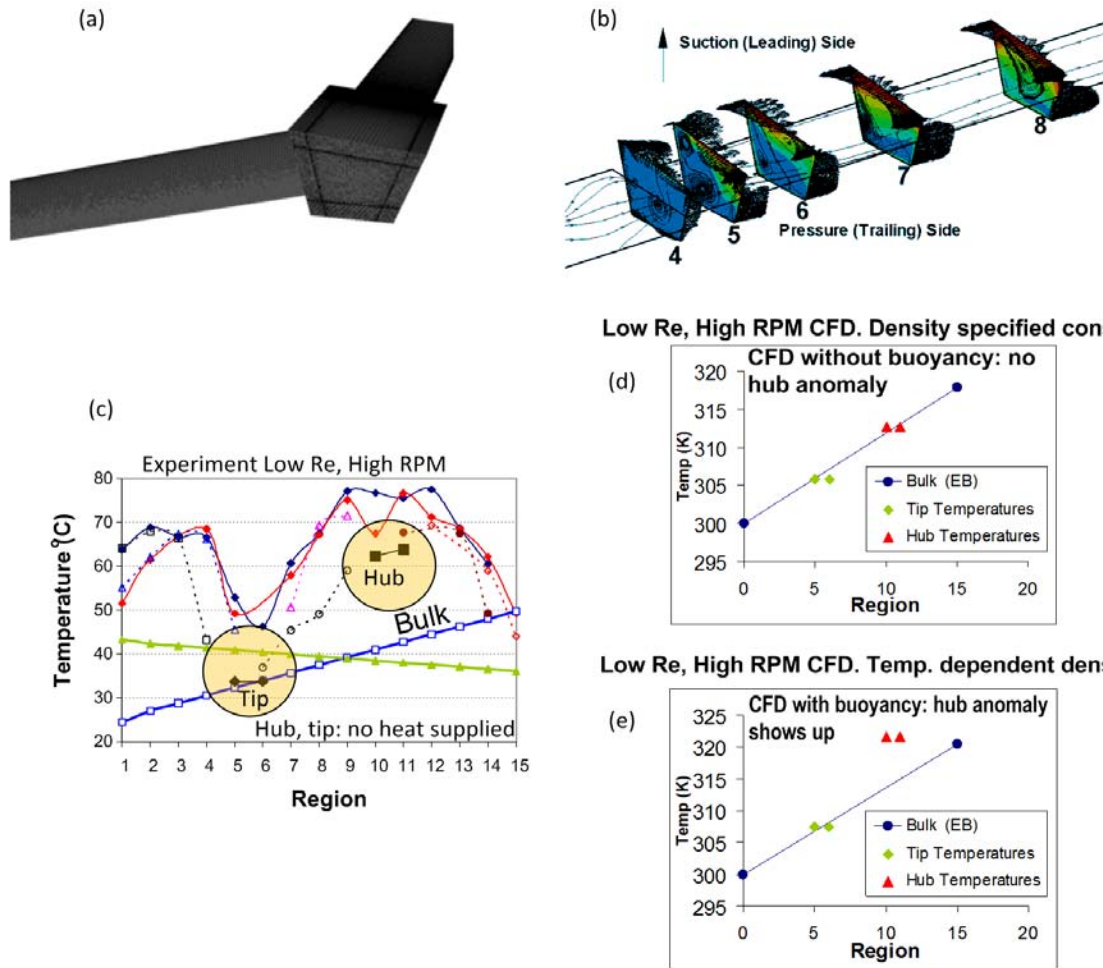 (a)
(b)
Suction (Leading) Side
4
5
6
7
8
Pressure (Trailing) Side
(c)
Experiment Low Re, High RPM
Temperature °C
80
70
60
50
40
30
20
Hub
Bulk
Tip
Hub, tip: no heat supplied
1 2 3 4 5 6 7 8 9 10 11 12 13 14 15
Region
Low Re, High RPM CFD. Density specified con
(d)
CFD without buoyancy: no
hub anomaly
Temp (K)
320
315
310
305
300
295
Bulk (EB)
Tip Temperatures
Hub Temperatures
0 5 10 15 20
Region
Low Re, High RPM CFD. Temp. dependent dens
(e)
CFD with buoyancy: hub anomaly
shows up
Temp (K)
325
320
315
310
305
300
295
Bulk (EB)
Tip Temperatures
Hub Temperatures
0 5 10 15 20
Region